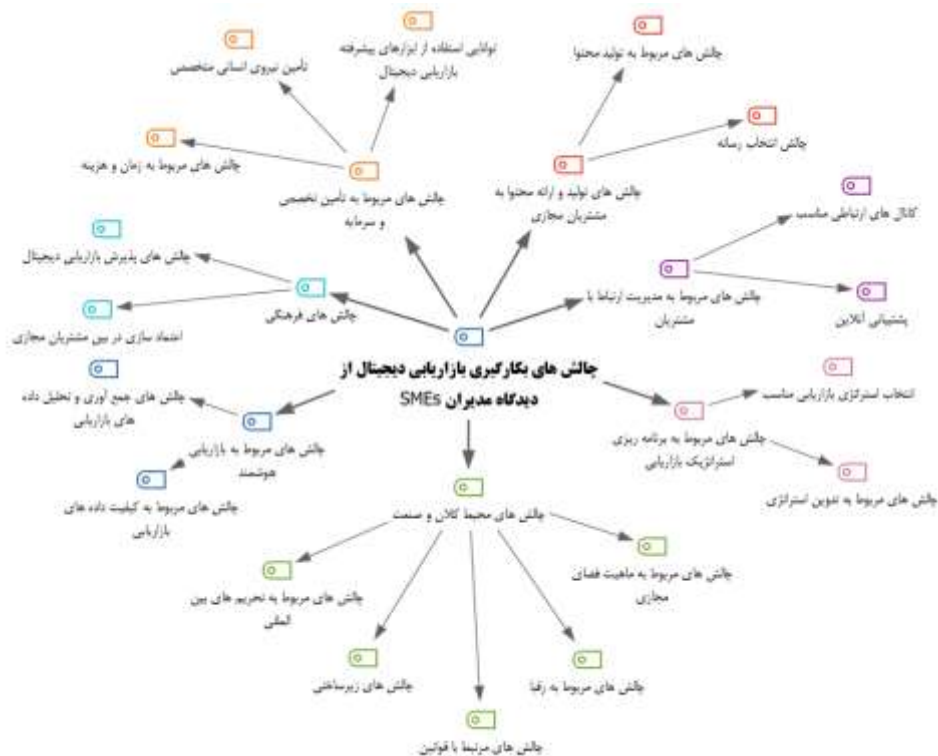 توانایی استفاده از ابزارهای پیشرفته
بازاریابی دیجیتال
تأمین نیروی انسانی متخصص
چالش های مربوط به زمان و هزینه
چالش های مربوط به تأمین تخصص
و سرمایه
چالش های مربوط به تولید محتوا
چالش انتخاب رسانه
چالش های تولید و ارائه محتوا به
مشتریان مجازی
کانال های ارتباطی مناسب
پشتیبانی آنلاین
چالش های مربوط به مدیریت ارتباط با
مشتریان
چالش های پذیرش بازاریابی دیجیتال
اعتماد سازی در بین مشتریان مجازی
چالش های فرهنگی
چالش های بکارگیری بازاریابی دیجیتال از
دیدگاه مدیران SMEs
انتخاب استراتژی بازاریابی مناسب
چالش های مربوط به برنامه ریزی
استراتژیک بازاریابی
چالش های مربوط به تدوین استراتژی
چالش های جمع آوری و تحلیل داده
های بازاریابی
چالش های مربوط به بازاریابی
هوشمند
چالش های مربوط به کیفیت داده های
بازاریابی
چالش های محیط کلان و صنعت
چالش های مربوط به ماهیت فضای
مجازی
چالش های مربوط به تحریم های بین
المللی
چالش های زیرساختی
چالش های مربوط به رقبا
چالش های مرتبط با قوانین